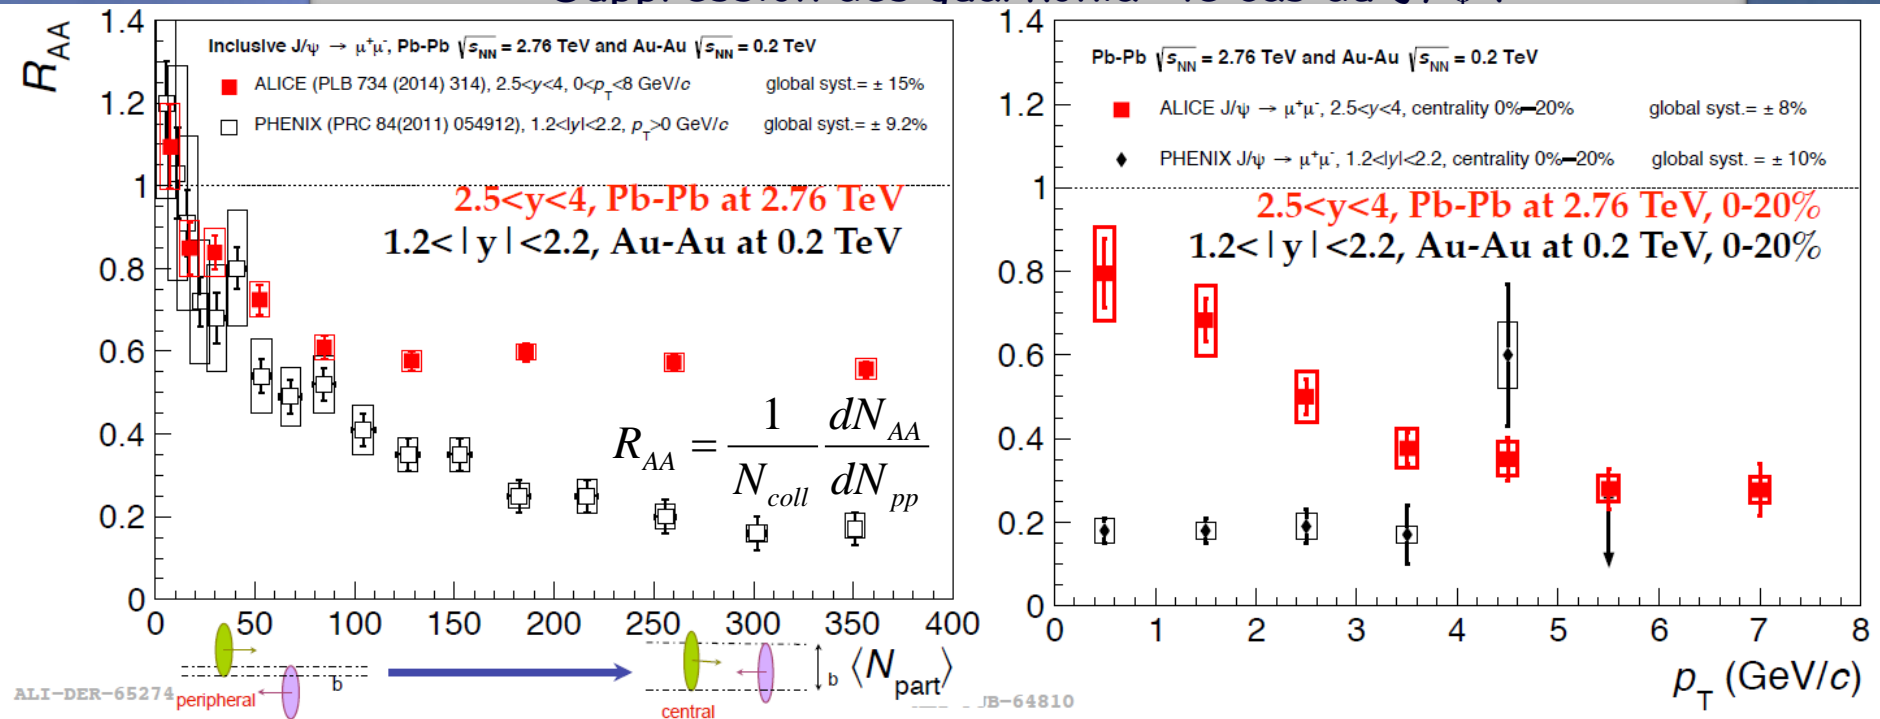 Suppression des quarkonia
R_AA
1.4
1.2
1
0.8
0.6
0.4
0.2
0
Inclusive J/ψ → μ⁺μ⁻, Pb-Pb √s_NN = 2.76 TeV and Au-Au √s_NN = 0.2 TeV
ALICE (PLB 734 (2014) 314), 2.5<y<4, 0<p_T<8 GeV/c global syst.= ± 15%
PHENIX (PRC 84(2011) 054912), 1.2<|y|<2.2, p_T>0 GeV/c global syst.= ± 9.2%
2.5<y<4, Pb-Pb at 2.76 TeV
1.2<|y|<2.2, Au-Au at 0.2 TeV
R_AA = 1/N_coll dN_AA/dN_pp
0 50 100 150 200 250 300 350 400
⟨N_part⟩
b
peripheral
b
central
ALI-DER-65274
1.4
1.2
1
0.8
0.6
0.4
0.2
0
Pb-Pb √s_NN = 2.76 TeV and Au-Au √s_NN = 0.2 TeV
ALICE J/ψ → μ⁺μ⁻, 2.5<y<4, centrality 0%–20% global syst.= ± 8%
PHENIX J/ψ → μ⁺μ⁻, 1.2<|y|<2.2, centrality 0%–20% global syst. = ± 10%
2.5<y<4, Pb-Pb at 2.76 TeV, 0-20%
1.2<|y|<2.2, Au-Au at 0.2 TeV, 0-20%
0 1 2 3 4 5 6 7 8
p_T (GeV/c)
B-64810